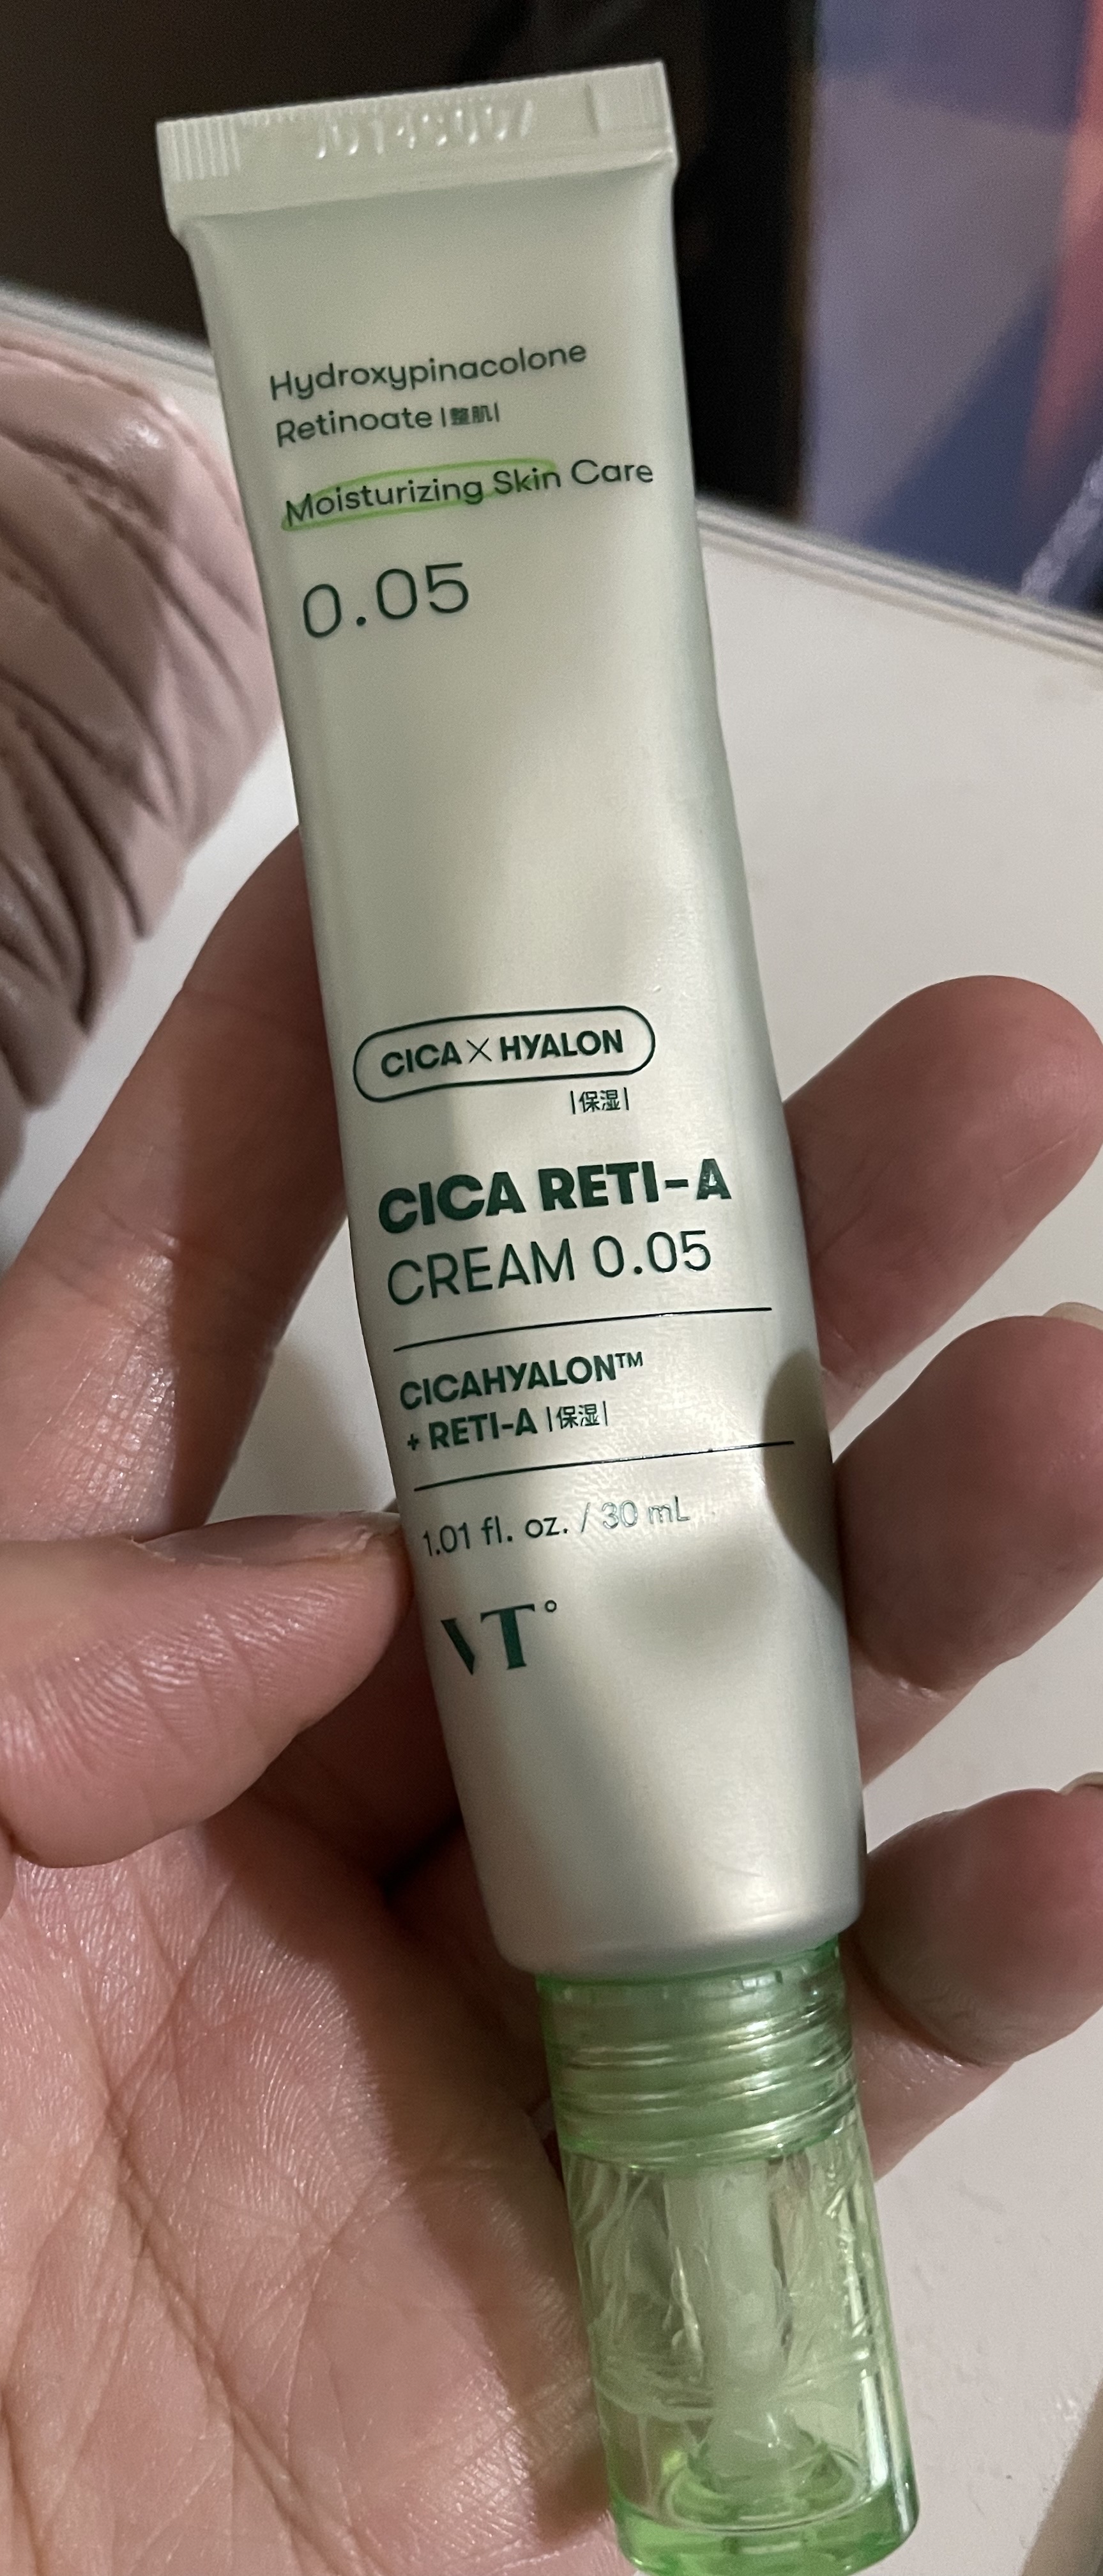 Hydroxypinacolone
Retinoate |整肌|
Moisturizing Skin Care
0.05
CICA×HYALON
|保湿|
CICA RETI-A
CREAM 0.05
CICAHYALON™
+ RETI-A |保湿|
1.01 fl. oz. / 30 mL
VT°